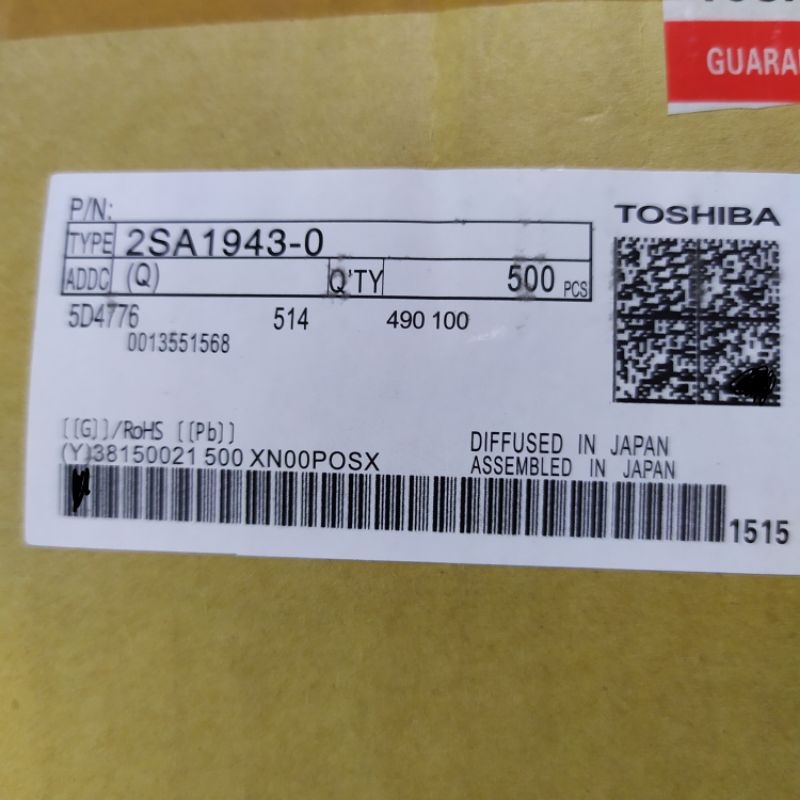 GUARA
P/N:
TOSHIBA
TYPE 2SA1943-0
ADDC (Q) Q'TY 500 PCS
5D4776 514 490 100
0013551568
[[G]]/RoHS [[Pb]]
DIFFUSED IN JAPAN
(Y)38150021 500 XN00POSX
ASSEMBLED IN JAPAN
1515